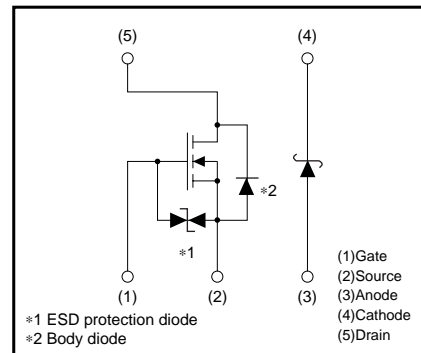 (5) (4)
∗2
∗1
(1) (2) (3)
(1)Gate
(2)Source
(3)Anode
(4)Cathode
(5)Drain
∗1 ESD protection diode
∗2 Body diode